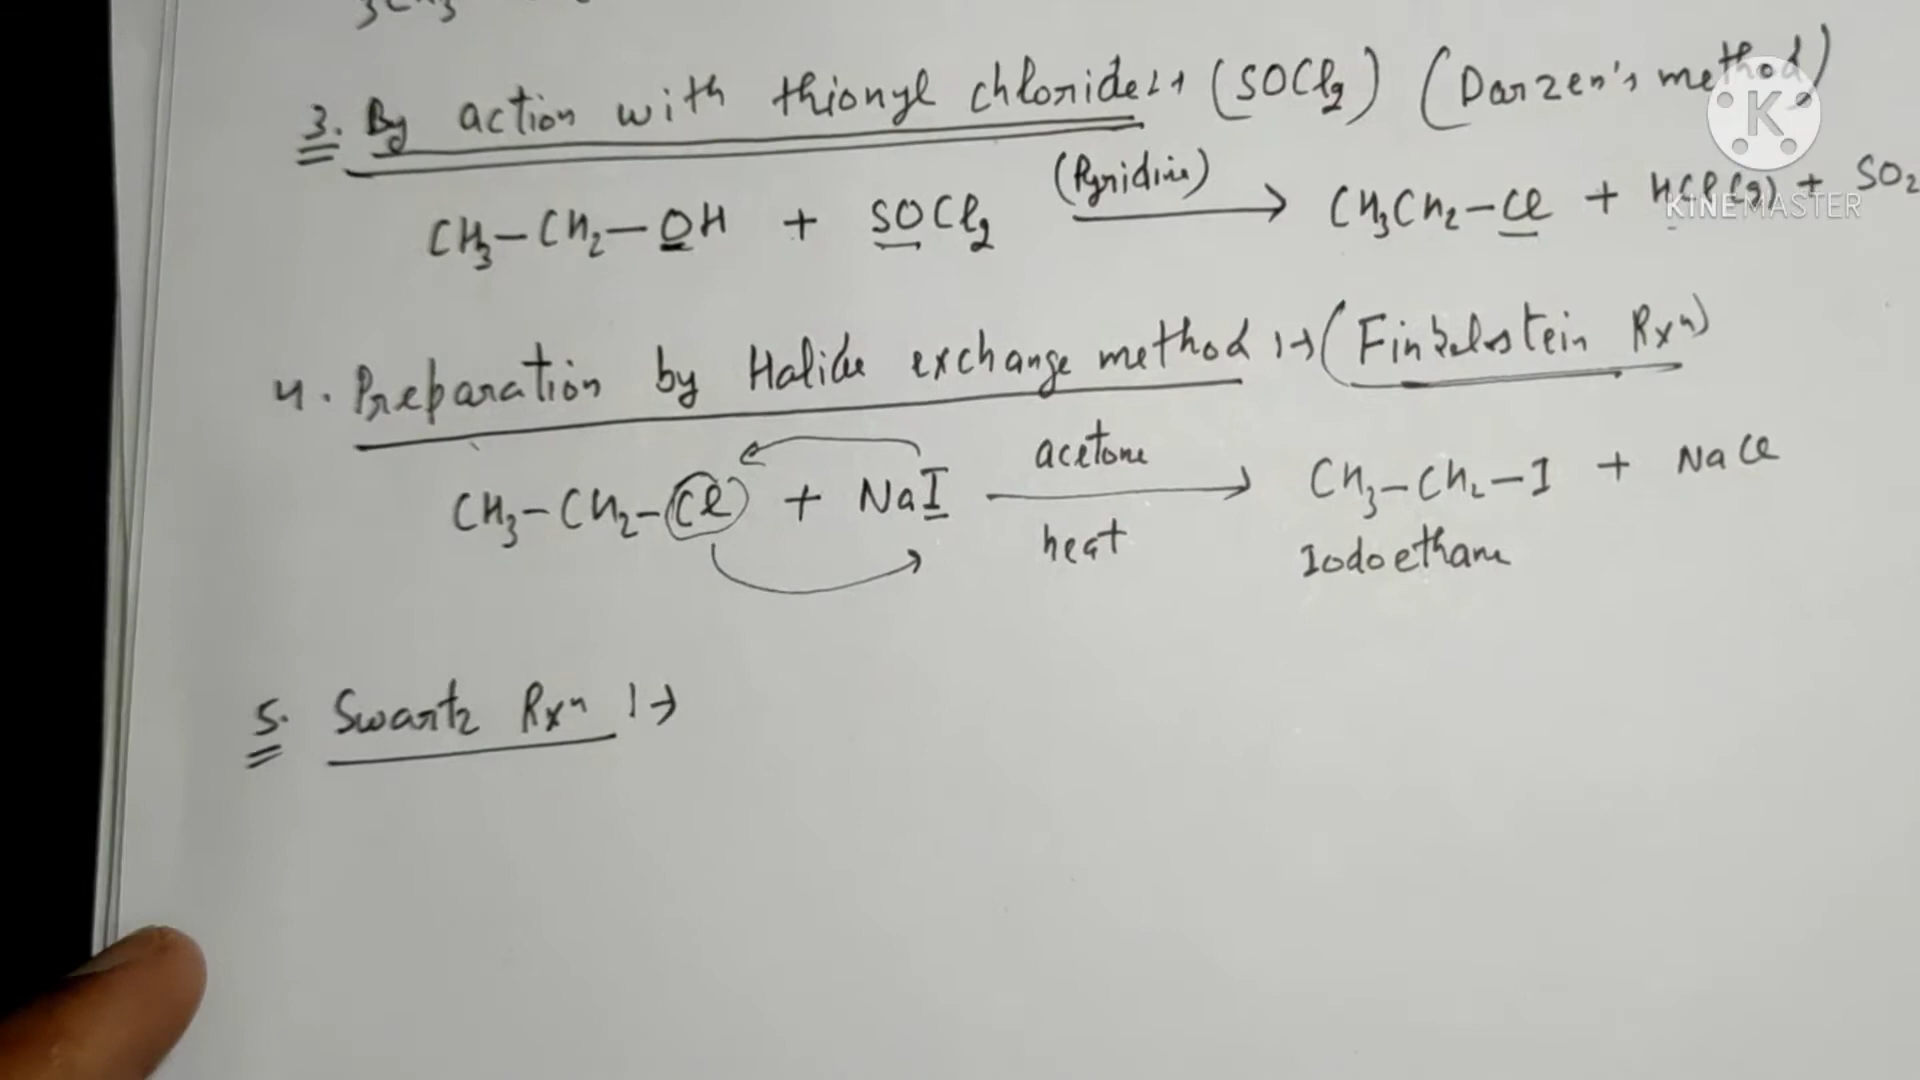 3. By action with thionyl chloride:→ (SOCl2) (Darzen's method)
CH3-CH2-OH + SOCl2 (Pyridine) → CH3CH2-Cl + HCl(g) + SO2
4. Preparation by Halide exchange method :→ (Finkelstein Rxn)
CH3-CH2-Cl + NaI acetone heat → CH3-CH2-I + NaCl
Iodoethane
5. Swartz Rxn :→
K
KINEMASTER